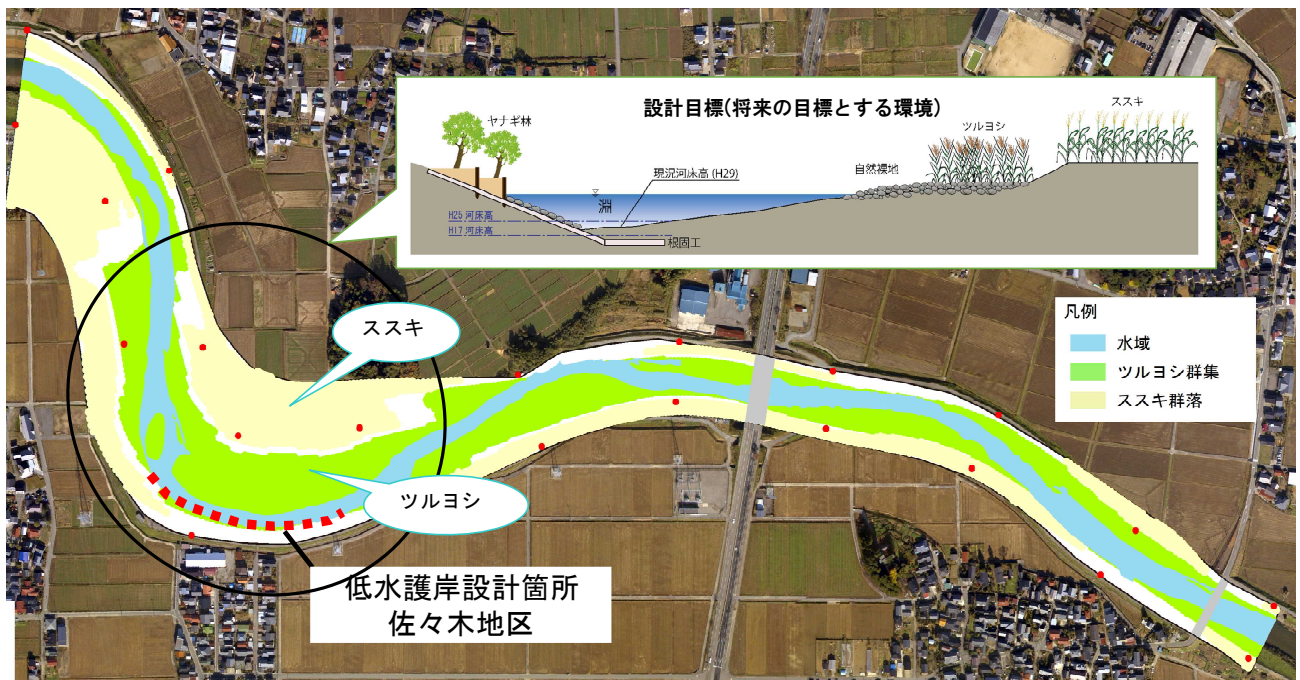 設計目標(将来の目標とする環境)
ススキ
ヤナギ林
ツルヨシ
自然裸地
現況河床高(H29)
淵
H25 河床高
H17 河床高
根固工
凡例
水域
ツルヨシ群集
ススキ群落
ススキ
ツルヨシ
低水護岸設計箇所
佐々木地区